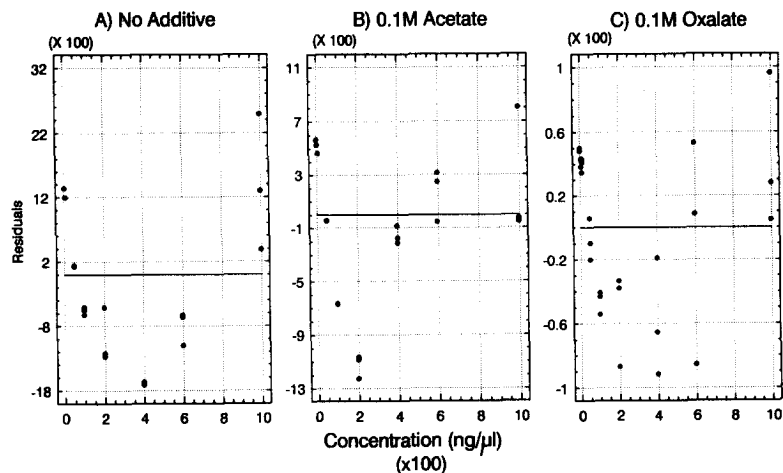 A) No Additive
B) 0.1M Acetate
C) 0.1M Oxalate
(X 100)
(X 100)
(X 100)
34
22
12
2
-8
-18
11
7
3
-1
-5
-9
-13
1
0.6
0.2
-0.2
-0.6
-1
Residuals
0 2 4 6 8 10
0 2 4 6 8 10
0 2 4 6 8 10
Concentration (ng/µl)
(x100)